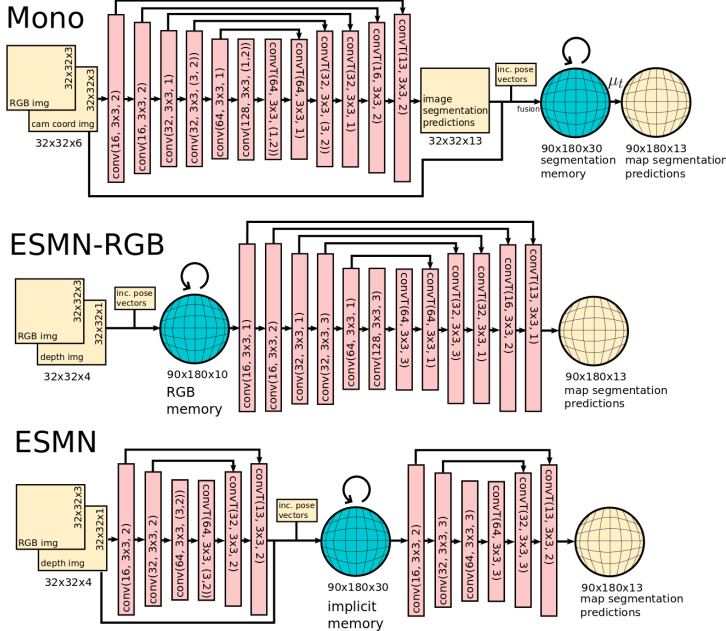 Mono
32x32x3
RGB img
32x32x3
cam coord img
32x32x6
conv(16, 3x3, 2)
conv(16, 3x3, 2)
conv(32, 3x3, 1)
conv(32, 3x3, (3, 2))
conv(64, 3x3, 1)
conv(128, 3x3, (1,2))
convT(64, 3x3, (1,2))
convT(64, 3x3, 1)
convT(32, 3x3, (3, 2))
convT(32, 3x3, 1)
convT(16, 3x3, 2)
convT(13, 3x3, 2)
image
segmentation
predictions
32x32x13
inc. pose
vectors
fusion
μt
90x180x30
segmentation
memory
90x180x13
map segmentation
predictions
ESMN-RGB
32x32x3
RGB img
32x32x1
depth img
32x32x4
inc. pose
vectors
90x180x10
RGB
memory
conv(16, 3x3, 1)
conv(16, 3x3, 2)
conv(32, 3x3, 1)
conv(32, 3x3, 3)
conv(64, 3x3, 1)
conv(128, 3x3, 3)
convT(64, 3x3, 3)
convT(64, 3x3, 1)
convT(32, 3x3, 3)
convT(32, 3x3, 1)
convT(16, 3x3, 2)
convT(13, 3x3, 1)
90x180x13
map segmentation
predictions
ESMN
32x32x3
RGB img
32x32x1
depth img
32x32x4
conv(16, 3x3, 2)
conv(32, 3x3, 2)
conv(64, 3x3, (3,2))
convT(64, 3x3, (3,2))
convT(32, 3x3, 2)
convT(13, 3x3, 2)
inc. pose
vectors
90x180x30
implicit
memory
conv(16, 3x3, 2)
conv(32, 3x3, 3)
conv(64, 3x3, 3)
convT(64, 3x3, 3)
convT(32, 3x3, 3)
convT(13, 3x3, 2)
90x180x13
map segmentation
predictions